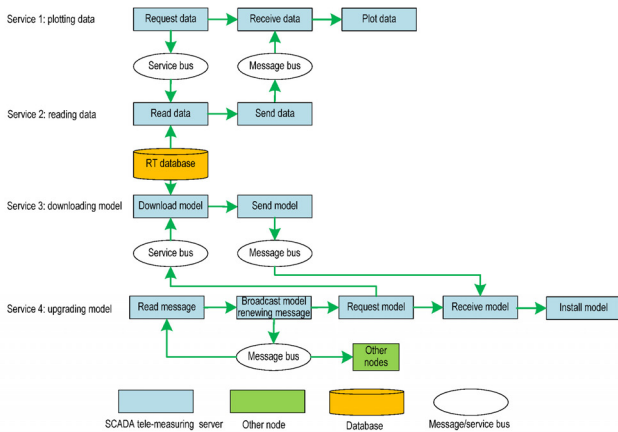 Service 1: plotting data
Request data
Receive data
Plot data
Service bus
Message bus
Service 2: reading data
Read data
Send data
RT database
Service 3: downloading model
Download model
Send model
Service bus
Message bus
Service 4: upgrading model
Read message
Broadcast model
renewing message
Request model
Receive model
Install model
Message bus
Other
nodes
SCADA tele-measuring server
Other node
Database
Message/service bus